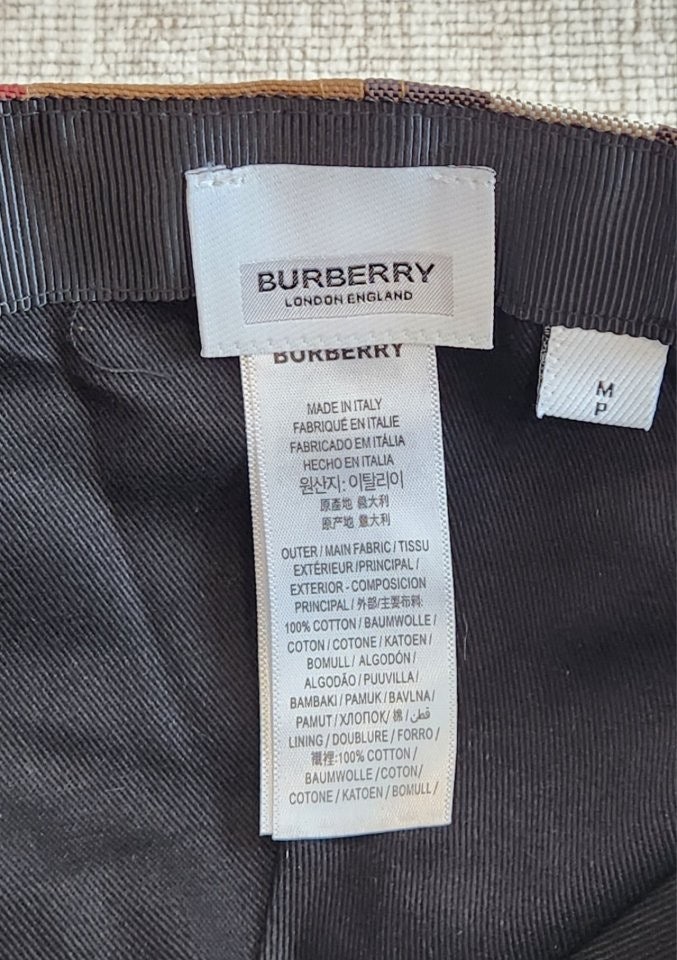 BURBERRY
LONDON ENGLAND
BURBERRY
M
P
MADE IN ITALY
FABRIQUÉ EN ITALIE
FABRICADO EM ITÁLIA
HECHO EN ITALIA
원산지: 이탈리아
原產地 義大利
原产地 意大利
OUTER / MAIN FABRIC / TISSU
EXTÉRIEUR /PRINCIPAL /
EXTERIOR - COMPOSICION
PRINCIPAL / 外部/主要布料:
100% COTTON / BAUMWOLLE /
COTON / COTONE / KATOEN /
BOMULL / ALGODÓN /
ALGODÃO / PUUVILLA /
BAMBAKI / PAMUK / BAVLNA /
PAMUT / ХЛОПОК/ 棉 / قطن /
LINING / DOUBLURE / FORRO /
襯裡:100% COTTON /
BAUMWOLLE / COTON/
COTONE / KATOEN / BOMULL /